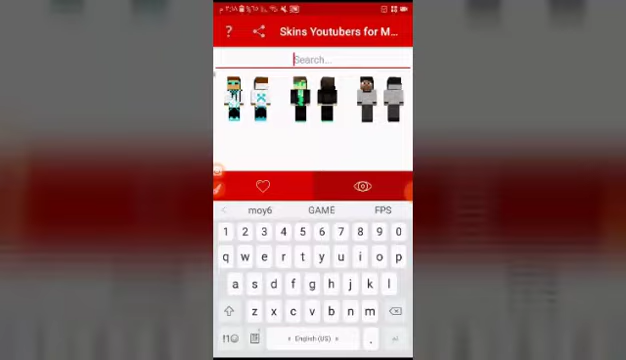 Skins Youtubers for M...
Search...
moy6 GAME FPS
1 2 3 4 5 6 7 8 9 0
q w e r t y u i o p
a s d f g h j k l
z x c v b n m
!1☺ English (US) .